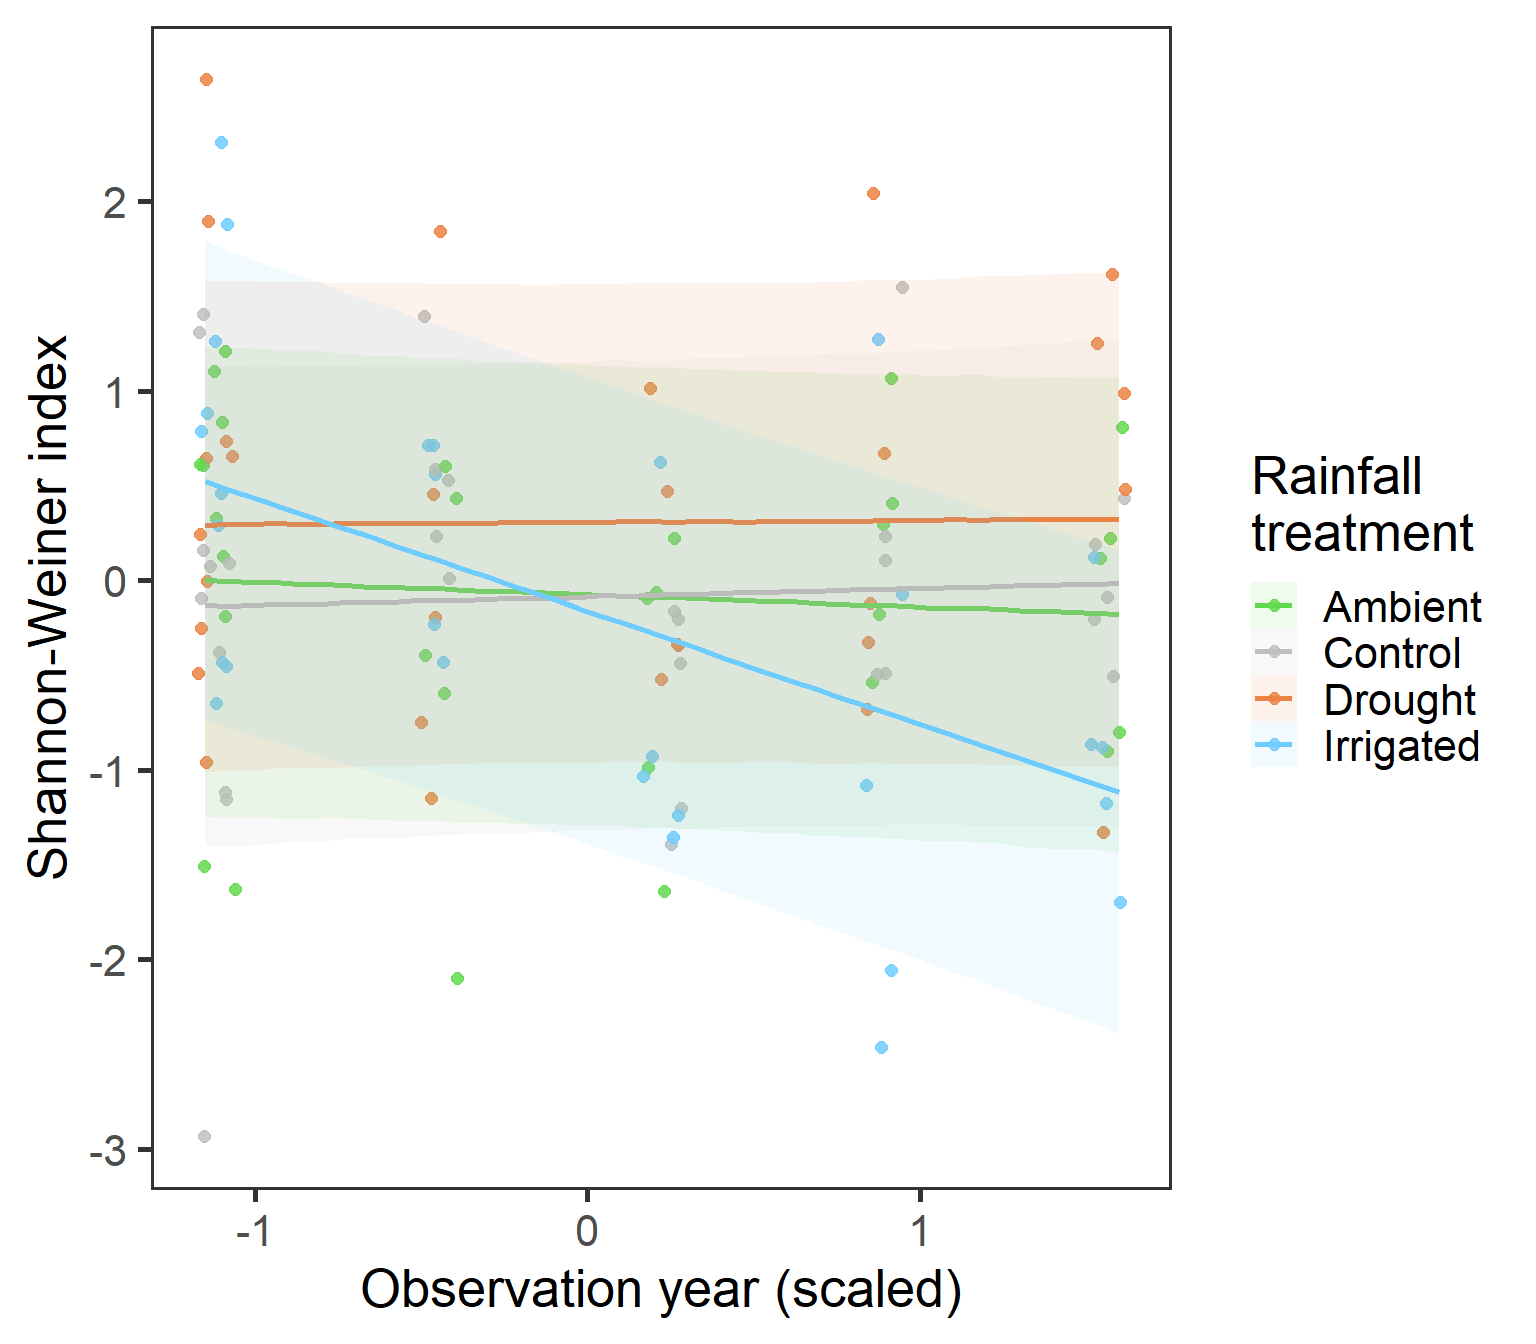 Shannon-Weiner index
2
1
0
-1
-2
-3
-1
0
1
Observation year (scaled)
Rainfall
treatment
Ambient
Control
Drought
Irrigated